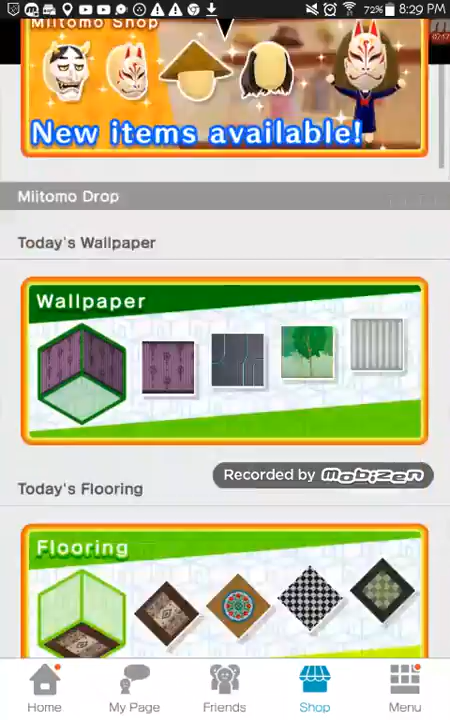 72% 8:29 PM
Miitomo Shop
New items available!
Miitomo Drop
Today's Wallpaper
Wallpaper
Recorded by mobizen
Today's Flooring
Flooring
Home My Page Friends Shop Menu